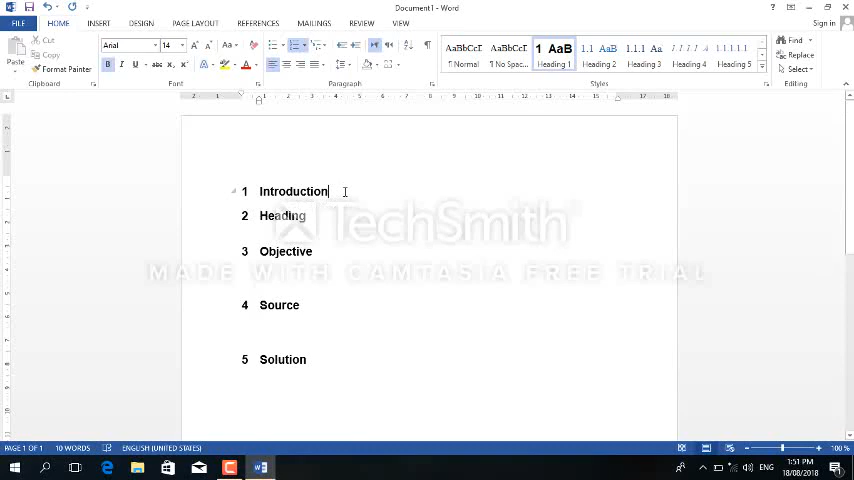 Document1 - Word
Sign in
FILE HOME INSERT DESIGN PAGE LAYOUT REFERENCES MAILINGS REVIEW VIEW
Paste
Cut
Copy
Format Painter
Clipboard
Arial 14
Font
Paragraph
AaBbCcD AaBbCcD 1 AaB 1.1 AaB 1.1.1 Aa
¶ Normal ¶ No Spac... Heading 1 Heading 2 Heading 3 Heading 4 Heading 5
Styles
Find
Replace
Select
Editing
1 Introduction
2 Heading
3 Objective
4 Source
5 Solution
TechSmith
MADE WITH CAMTASIA FREE TRIAL
PAGE 1 OF 1 10 WORDS ENGLISH (UNITED STATES) 100 %
ENG
1:51 PM
18/08/2018